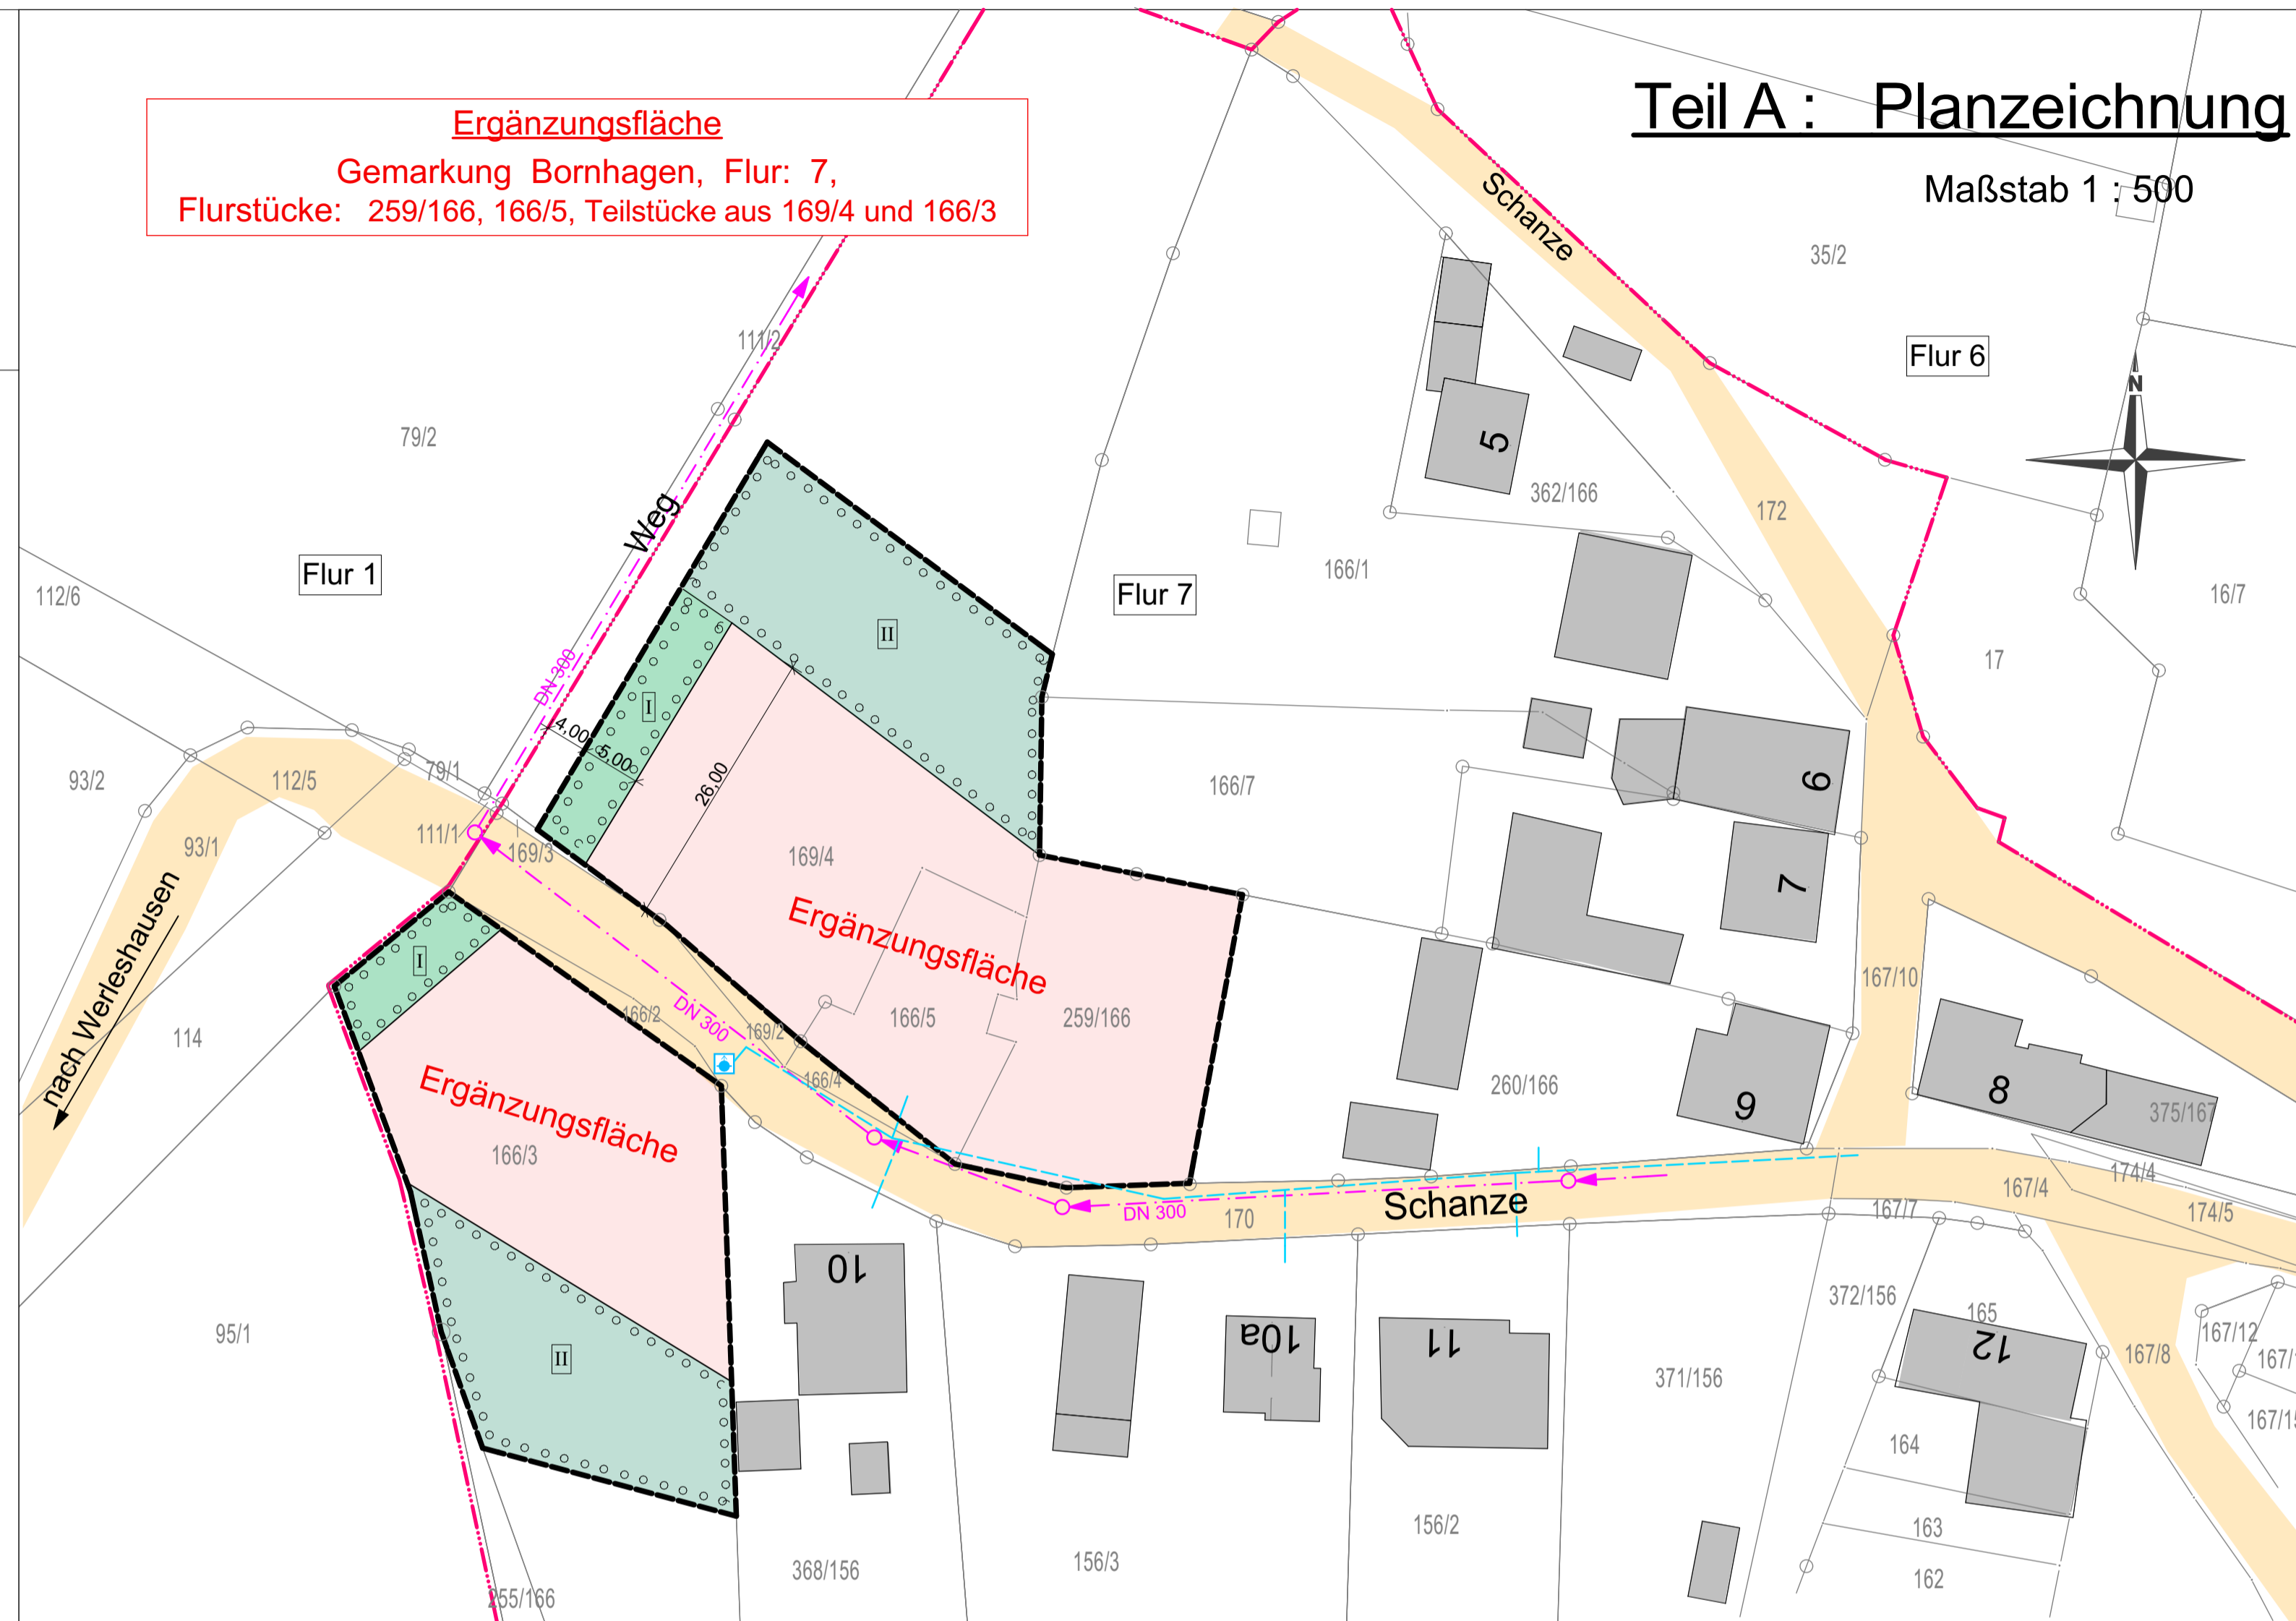 Teil A :   Planzeichnung
Maßstab 1 : 500
Ergänzungsfläche
Gemarkung Bornhagen, Flur: 7,
Flurstücke: 259/166, 166/5, Teilstücke aus 169/4 und 166/3
Schanze
35/2
111/2
Flur 6
N
79/2
5
362/166
172
Weg
II
Flur 1
166/1
Flur 7
16/7
112/6
17
DN 300
I
4,00
5,00
26,00
166/7
6
93/2
112/5
79/1
111/1
169/3
93/1
169/4
7
nach Werleshausen
Ergänzungsfläche
I
167/10
166/2
DN 300
169/2
166/5
259/166
114
166/4
260/166
9
8
375/167
Ergänzungsfläche
166/3
174/4
167/4
Schanze
DN 300
170
167/7
174/5
10
372/156
165
95/1
10a
11
12
167/12
167/8
II
371/156
164
156/2
163
368/156
156/3
162
255/166